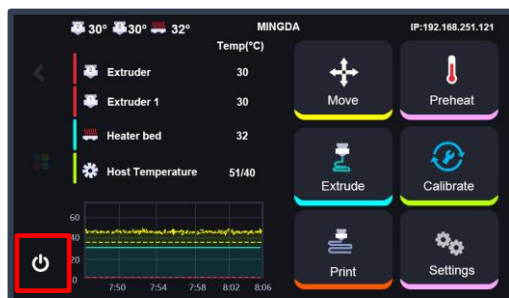 30° 30° 32° MINGDA IP:192.168.251.121
Temp(°C)
Extruder 30
Extruder 1 30
Heater bed 32
Host Temperature 51/40
Move
Preheat
Extrude
Calibrate
Print
Settings
60
40
20
0
7:50 7:54 7:58 8:02 8:06